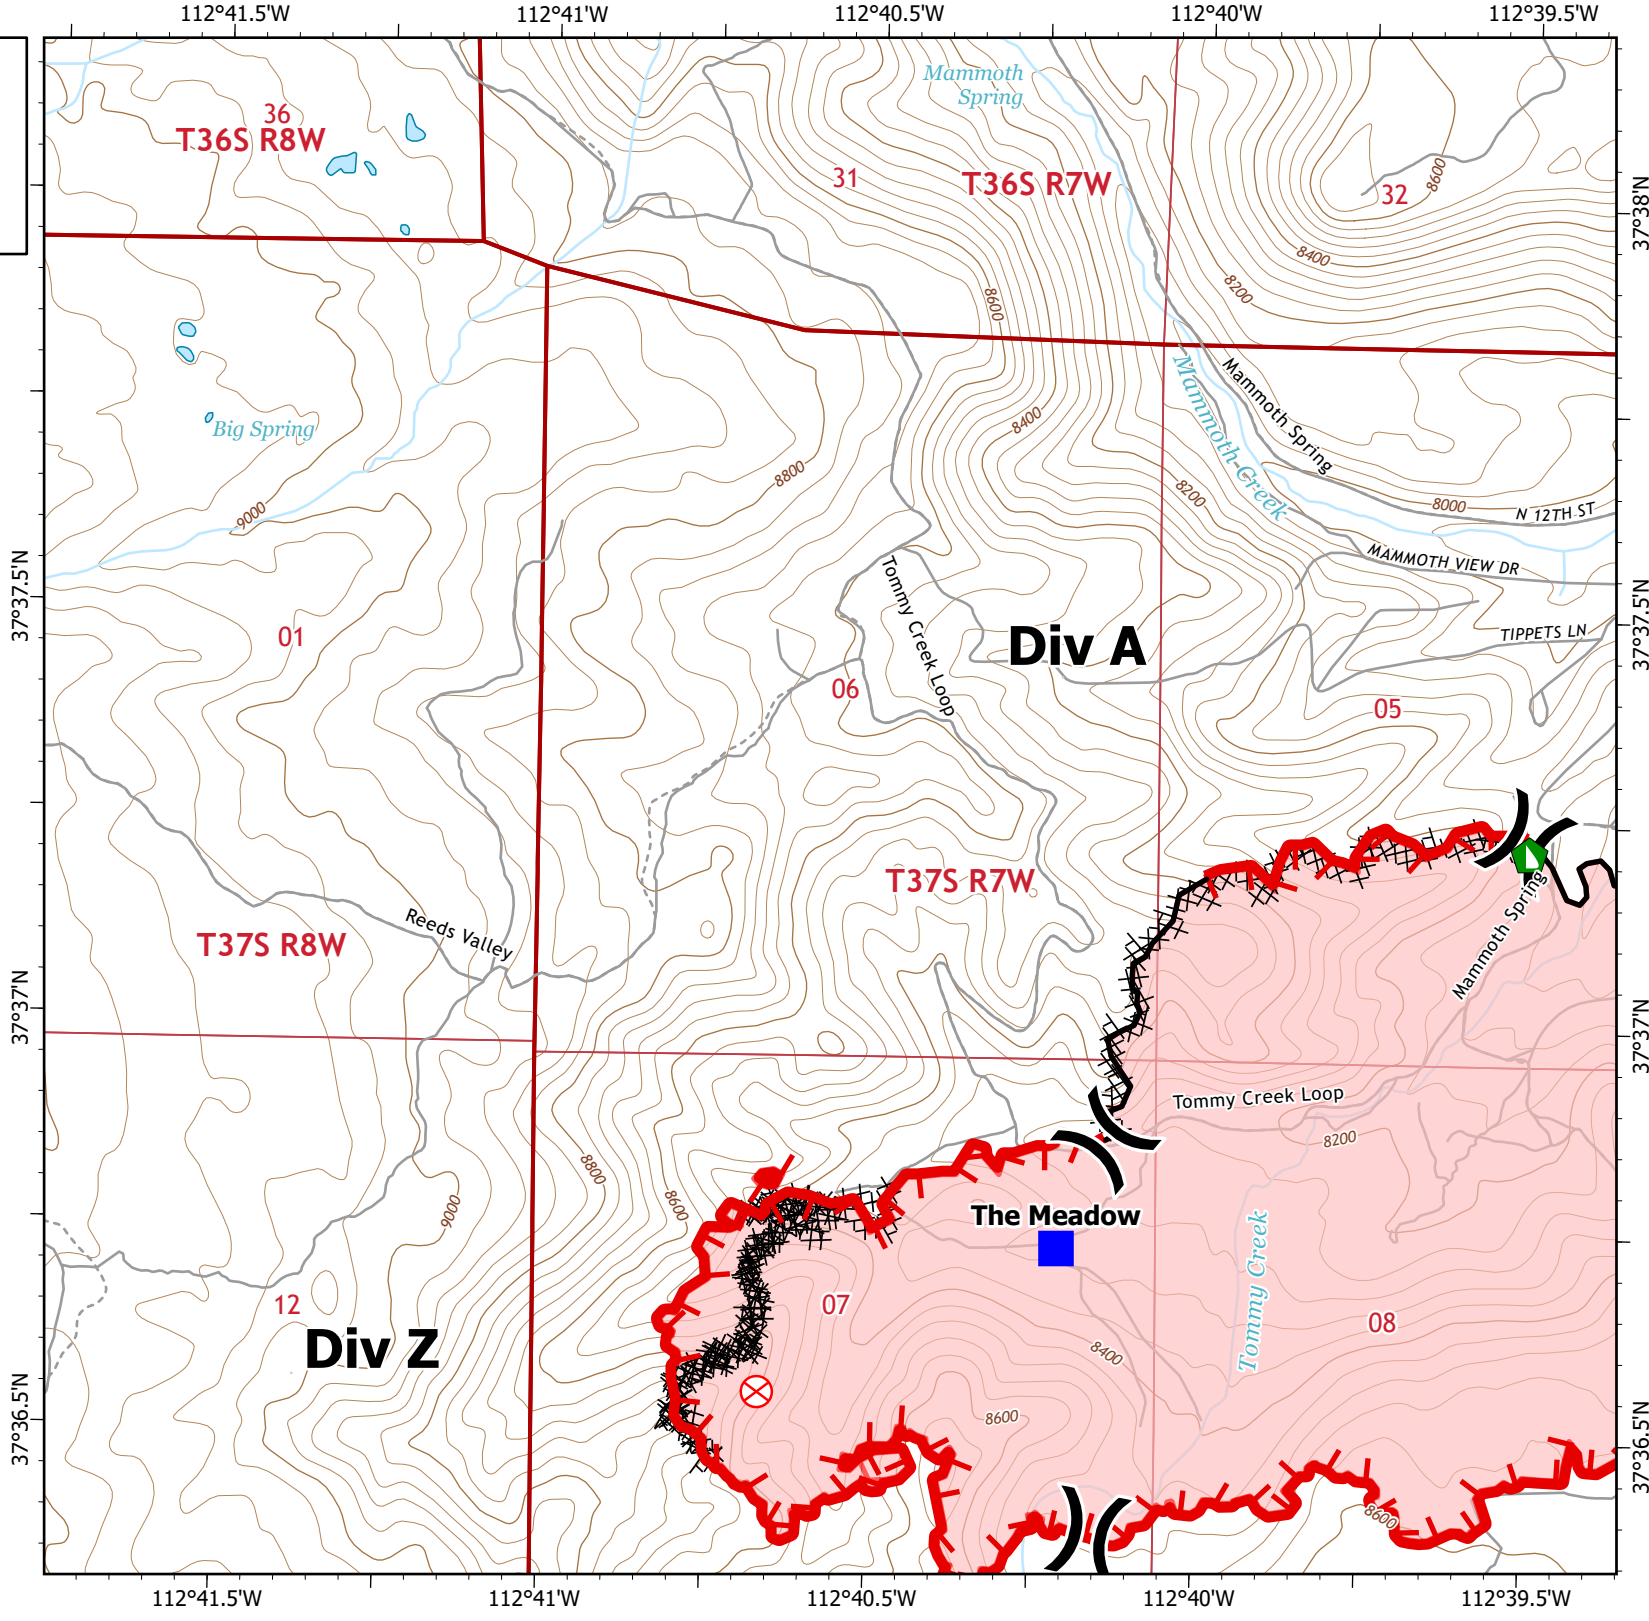 112°41.5'W
112°41'W
112°40.5'W
112°40'W
112°39.5'W
Mammoth
Spring
36
T36S R8W
31
T36S R7W
32
8600
37°38'N
8400
8200
8600
Mammoth Creek
Mammoth Spring
8400
Big Spring
8800
9000
8200
8000
N 12TH ST
MAMMOTH VIEW DR
37°37.5'N
37°37.5'N
Tommy Creek Loop
01
Div A
TIPPETS LN
06
05
T37S R7W
Mammoth Spring
Reeds Valley
T37S R8W
37°37'N
37°37'N
Tommy Creek Loop
8200
8800
8600
9000
The Meadow
Tommy Creek
12
07
08
Div Z
8400
37°36.5'N
8600
37°36.5'N
8600
112°41.5'W
112°41'W
112°40.5'W
112°40'W
112°39.5'W